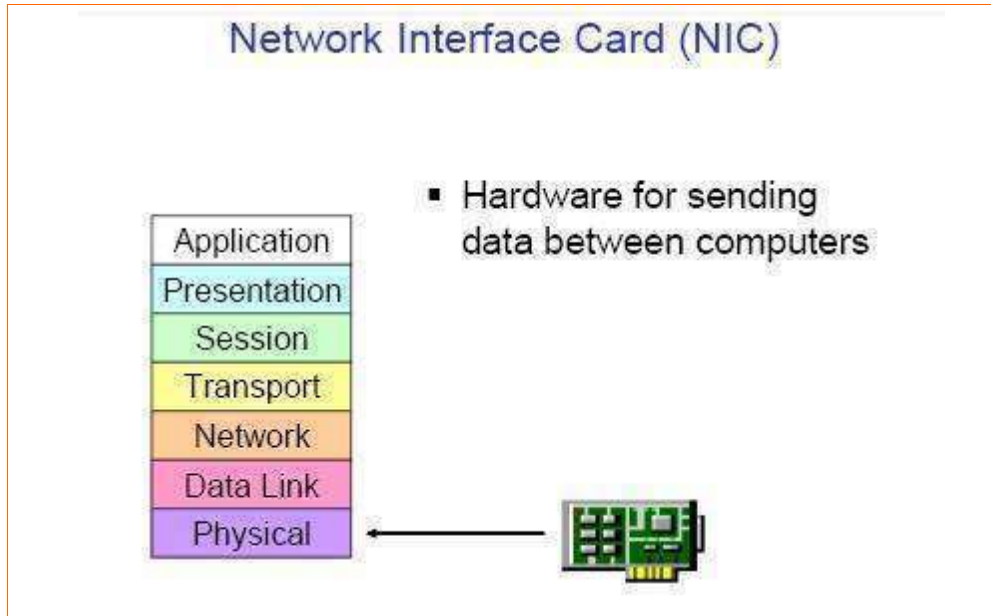 Network Interface Card (NIC)
▪ Hardware for sending
data between computers
Application
Presentation
Session
Transport
Network
Data Link
Physical